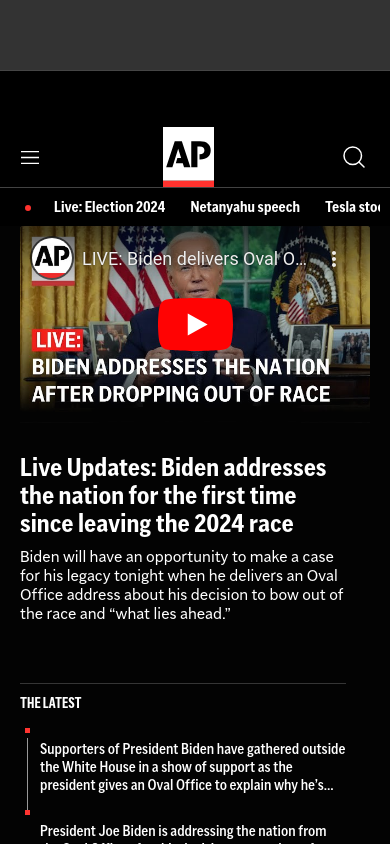 AP
Live: Election 2024 Netanyahu speech Tesla stoc
AP LIVE: Biden delivers Oval O...
LIVE:
BIDEN ADDRESSES THE NATION
AFTER DROPPING OUT OF RACE
Live Updates: Biden addresses
the nation for the first time
since leaving the 2024 race
Biden will have an opportunity to make a case
for his legacy tonight when he delivers an Oval
Office address about his decision to bow out of
the race and “what lies ahead.”
THE LATEST
Supporters of President Biden have gathered outside
the White House in a show of support as the
president gives an Oval Office to explain why he’s...
President Joe Biden is addressing the nation from